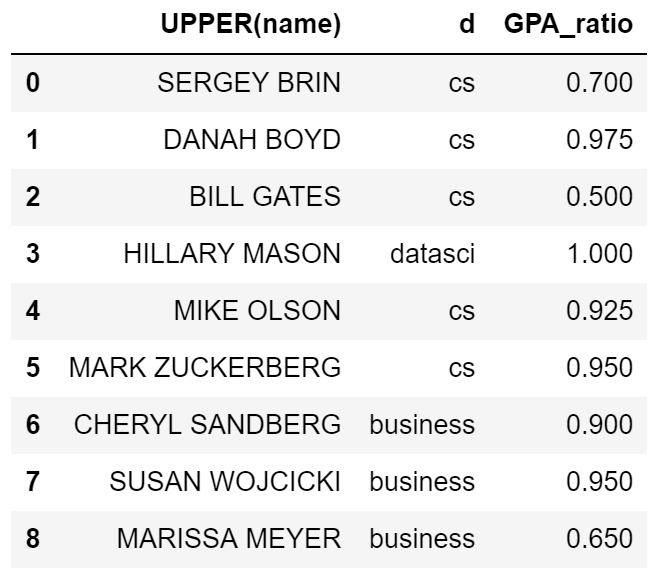 UPPER(name) d GPA_ratio
0 SERGEY BRIN cs 0.700
1 DANAH BOYD cs 0.975
2 BILL GATES cs 0.500
3 HILLARY MASON datasci 1.000
4 MIKE OLSON cs 0.925
5 MARK ZUCKERBERG cs 0.950
6 CHERYL SANDBERG business 0.900
7 SUSAN WOJCICKI business 0.950
8 MARISSA MEYER business 0.650